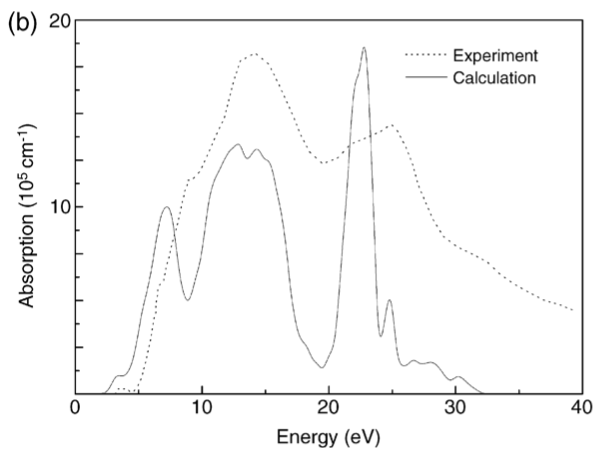 (b)
20
10
0
10
20
30
40
Absorption (10⁵ cm⁻¹)
Energy (eV)
Experiment
Calculation